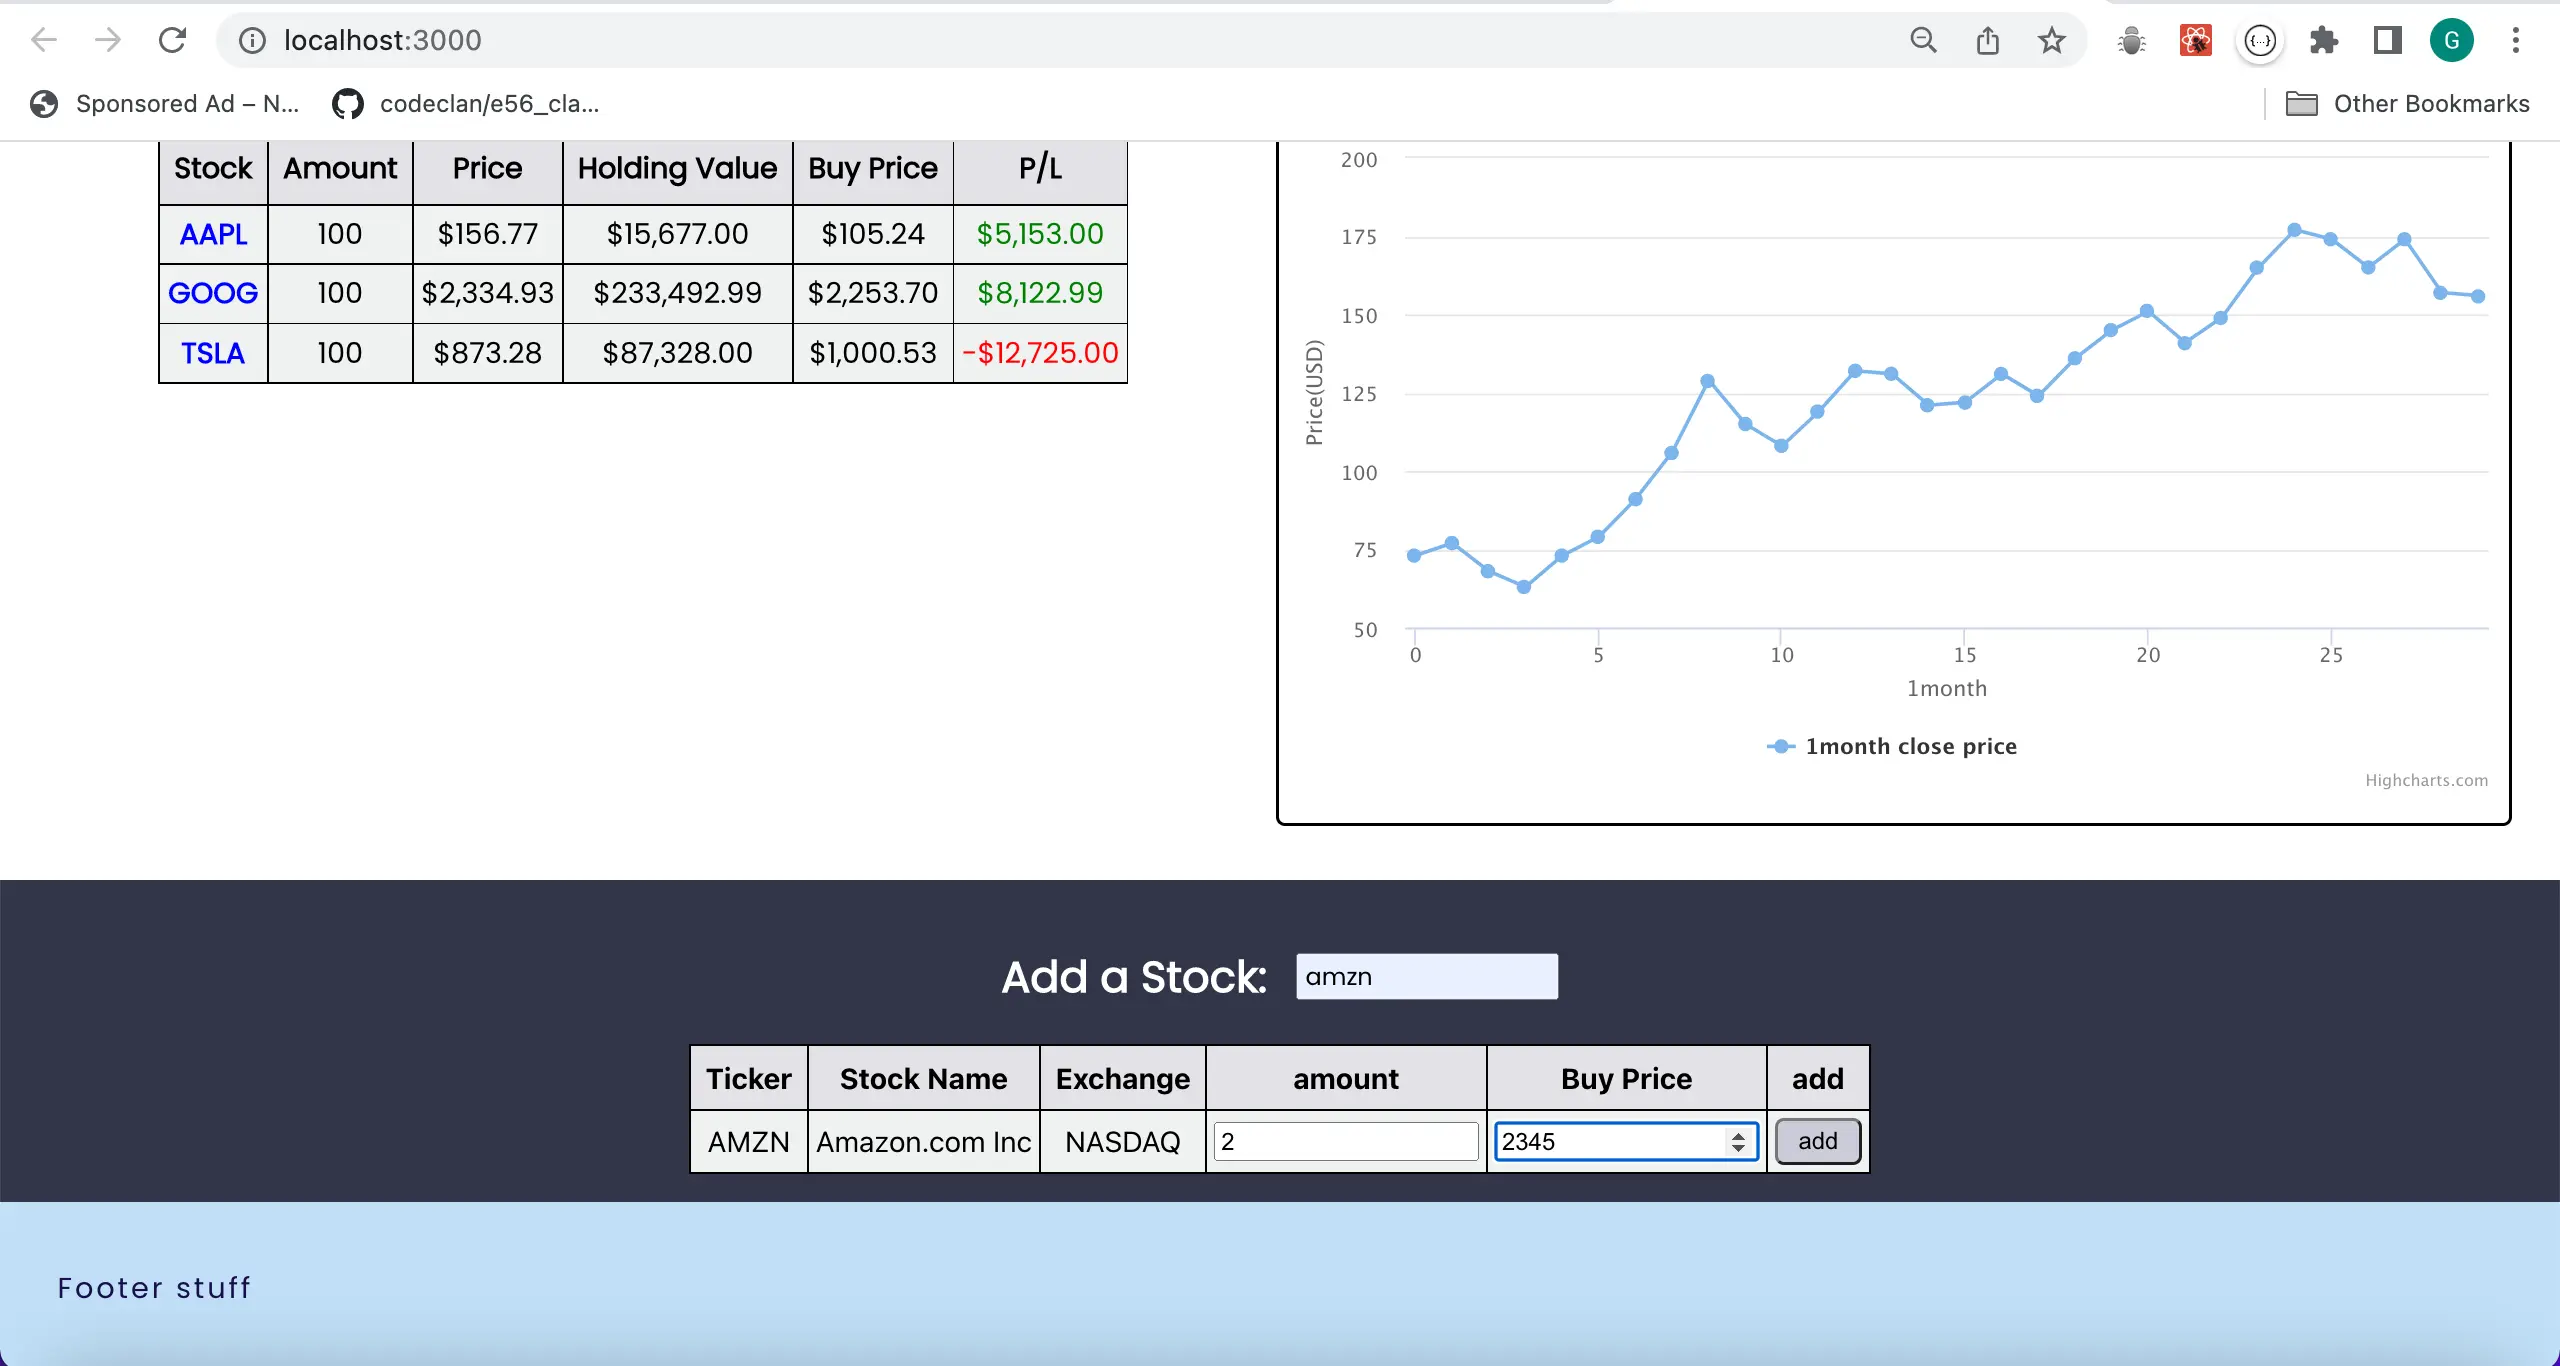 localhost:3000
G
Sponsored Ad – N...
codeclan/e56_cla...
Other Bookmarks
Stock Amount Price Holding Value Buy Price P/L
AAPL 100 $156.77 $15,677.00 $105.24 $5,153.00
GOOG 100 $2,334.93 $233,492.99 $2,253.70 $8,122.99
TSLA 100 $873.28 $87,328.00 $1,000.53 -$12,725.00
200
175
150
125
100
75
50
Price(USD)
0 5 10 15 20 25
1month
1month close price
Highcharts.com
Add a Stock: amzn
Ticker Stock Name Exchange amount Buy Price add
AMZN Amazon.com Inc NASDAQ 2 2345 add
Footer stuff